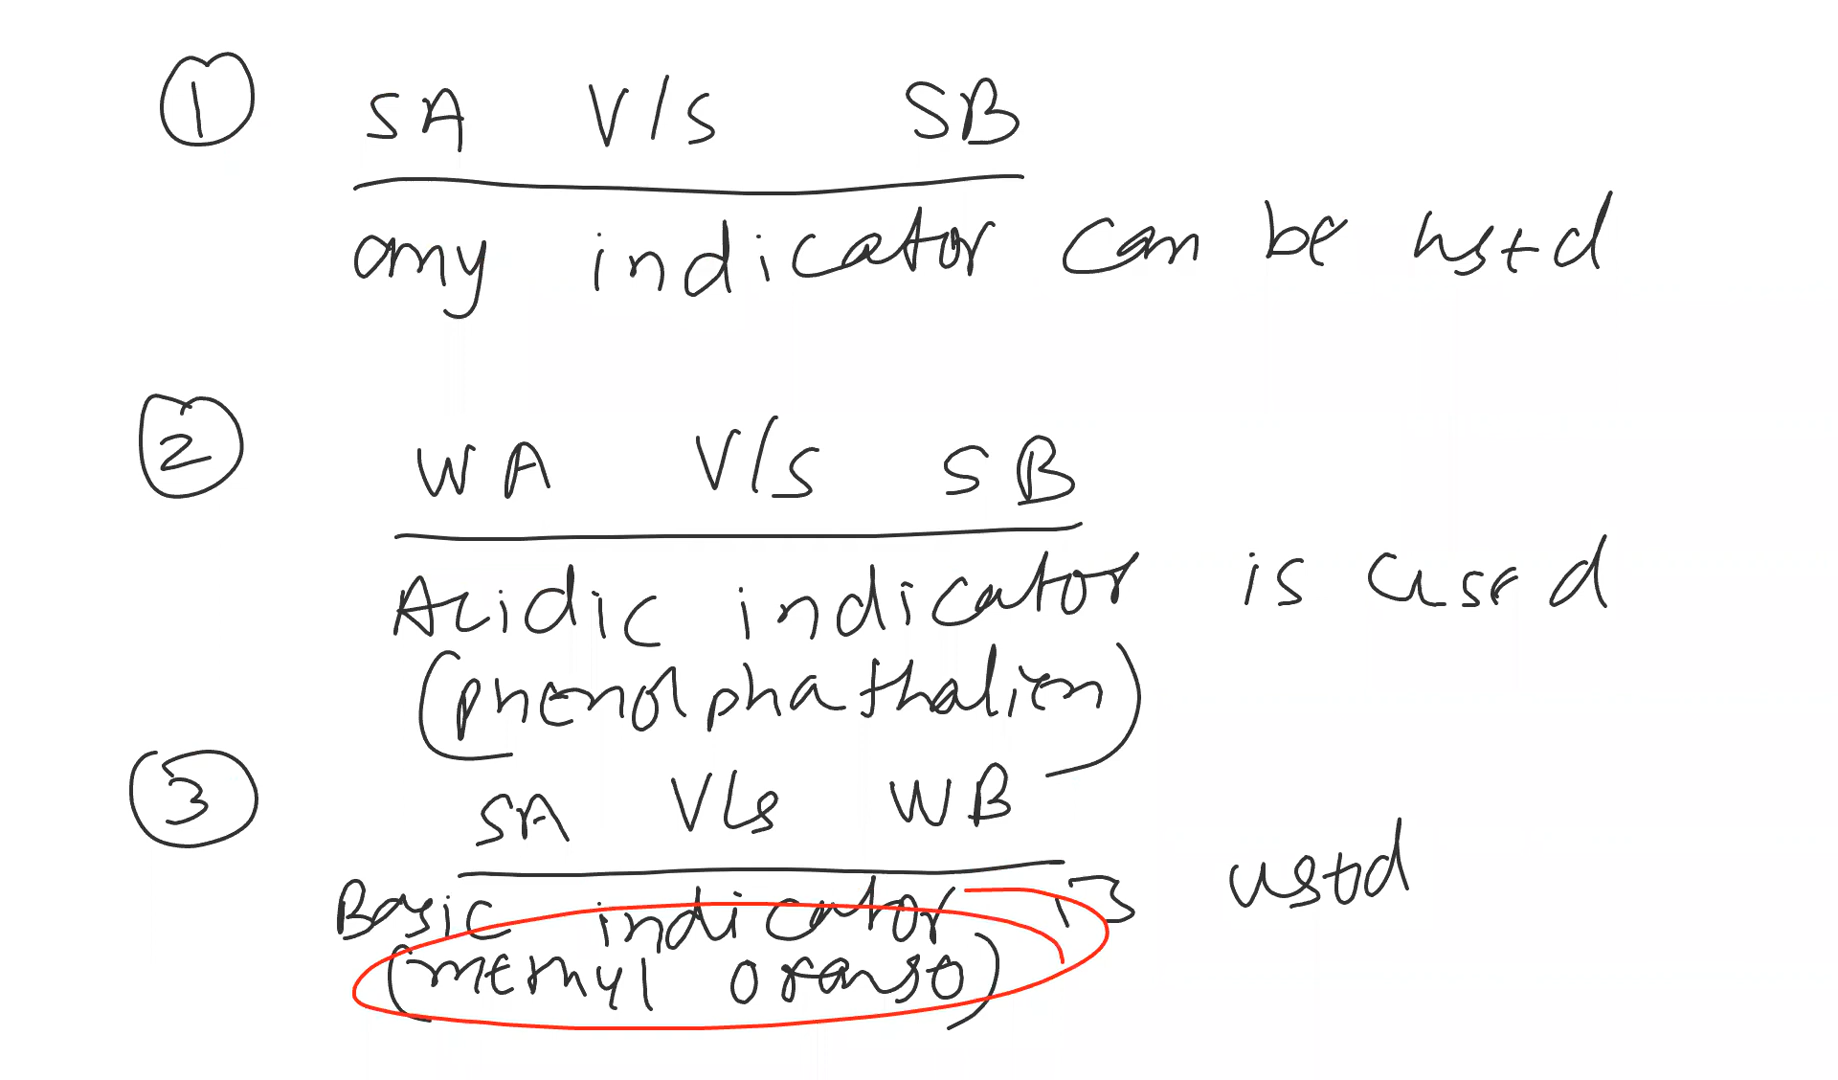 ① SA V/s SB
any indicator can be used
② WA V/s SB
Acidic indicator is used
(phenolphathalien)
③ SA V/s WB
Basic indicator is used
(methyl orange)